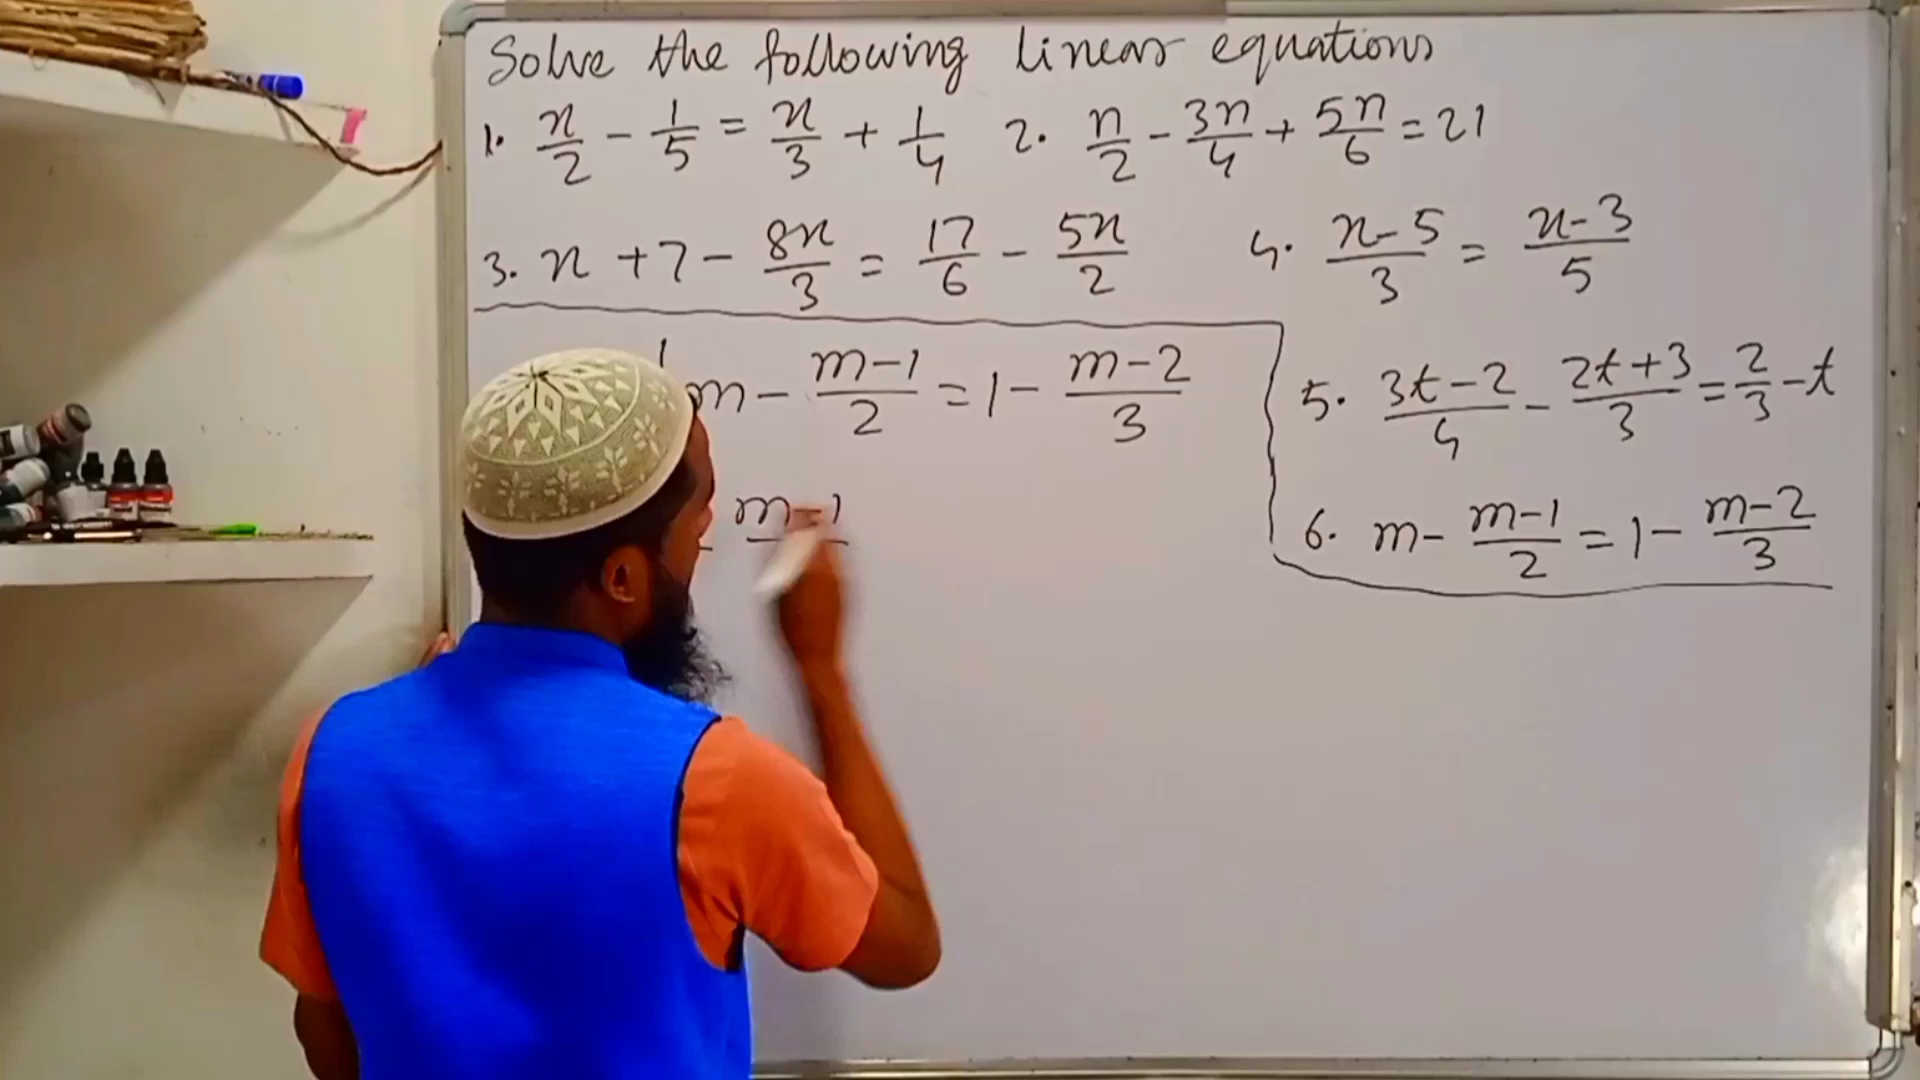 Solve the following linear equations
1. x/2 - 1/5 = x/3 + 1/4 2. n/2 - 3n/4 + 5n/6 = 21
3. x + 7 - 8x/3 = 17/6 - 5x/2 4. x-5/3 = x-3/5
m - m-1/2 = 1 - m-2/3
5. 3t-2/4 - 2t+3/3 = 2/3 - t
- m-1
6. m - m-1/2 = 1 - m-2/3